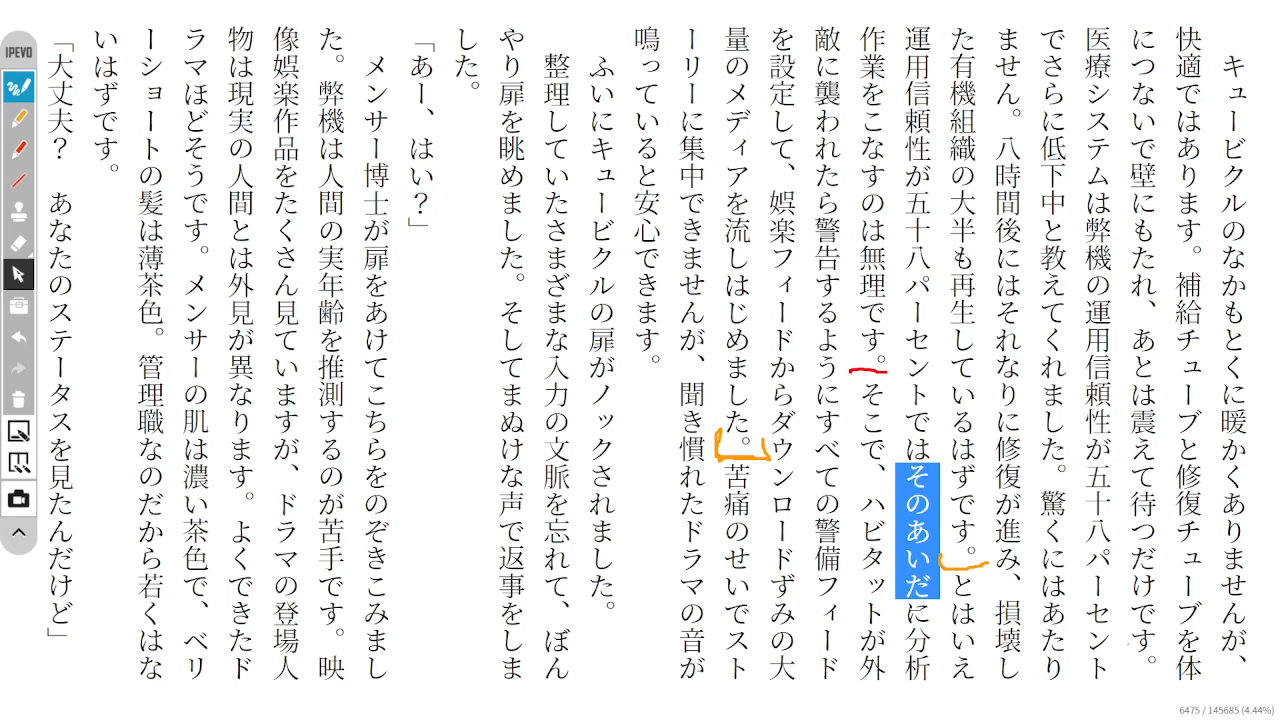 IPEVO
キュービクルのなかもとくに暖かくありませんが、
快適ではあります。補給チューブと修復チューブを体
につないで壁にもたれ、あとは震えて待つだけです。
医療システムは弊機の運用信頼性が五十八パーセント
でさらに低下中と教えてくれました。驚くにはあたり
ません。八時間後にはそれなりに修復が進み、損壊し
た有機組織の大半も再生しているはずです。とはいえ
運用信頼性が五十八パーセントではそのあいだに分析
作業をこなすのは無理です。そこで、ハビタットが外
敵に襲われたら警告するようにすべての警備フィード
を設定して、娯楽フィードからダウンロードずみの大
量のメディアを流しはじめました。苦痛のせいでスト
ーリーに集中できませんが、聞き慣れたドラマの音が
鳴っていると安心できます。
ふいにキュービクルの扉がノックされました。
整理していたさまざまな入力の文脈を忘れて、ぼん
やり扉を眺めました。そしてまぬけな声で返事をしま
した。
「あー、はい？」
メンサー博士が扉をあけてこちらをのぞきこみまし
た。弊機は人間の実年齢を推測するのが苦手です。映
像娯楽作品をたくさん見ていますが、ドラマの登場人
物は現実の人間とは外見が異なります。よくできたド
ラマほどそうです。メンサーの肌は濃い茶色で、ベリ
ーショートの髪は薄茶色。管理職なのだから若くはな
いはずです。
「大丈夫？　あなたのステータスを見たんだけど」
6475 / 145685 (4.44%)